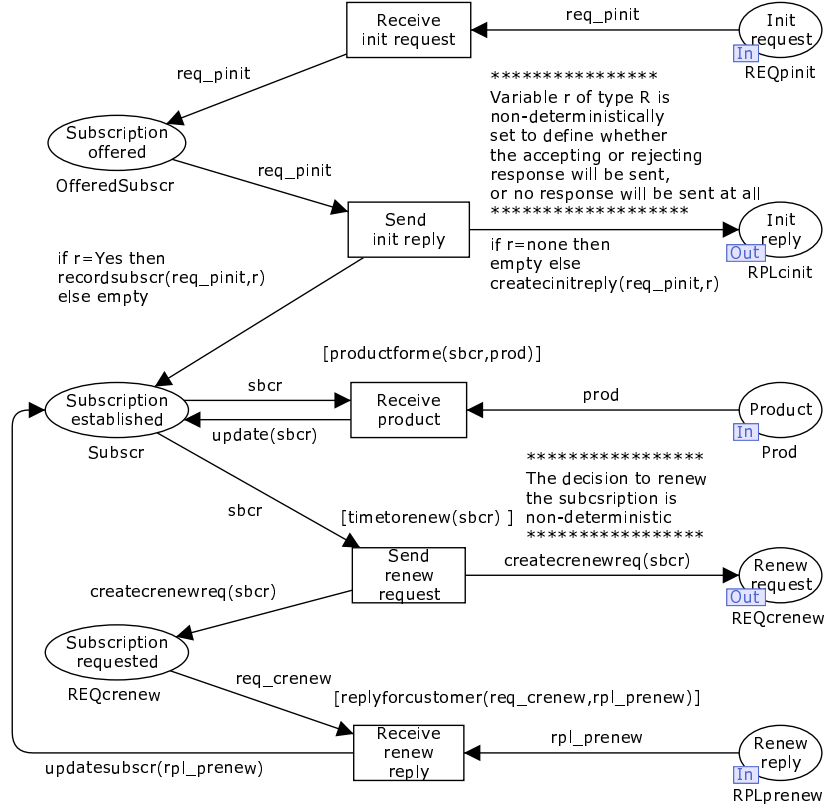 Receive
init request
req_pinit
Init
request
In
REQpinit
req_pinit
****************
Variable r of type R is
non-deterministically
set to define whether
the accepting or rejecting
response will be sent,
or no response will be sent at all
*******************
Subscription
offered
OfferedSubscr
req_pinit
Send
init reply
Init
reply
Out
RPLcinit
if r=none then
empty else
createcinitreply(req_pinit,r)
if r=Yes then
recordsubscr(req_pinit,r)
else empty
[productforme(sbcr,prod)]
Subscription
established
Subscr
sbcr
update(sbcr)
Receive
product
prod
Product
In
Prod
*****************
The decision to renew
the subcsription is
non-deterministic
*****************
sbcr
[timetorenew(sbcr) ]
Send
renew
request
createcrenewreq(sbcr)
Renew
request
Out
REQcrenew
createcrenewreq(sbcr)
Subscription
requested
REQcrenew
req_crenew
[replyforcustomer(req_crenew,rpl_prenew)]
Receive
renew
reply
rpl_prenew
Renew
reply
In
RPLprenew
updatesubscr(rpl_prenew)